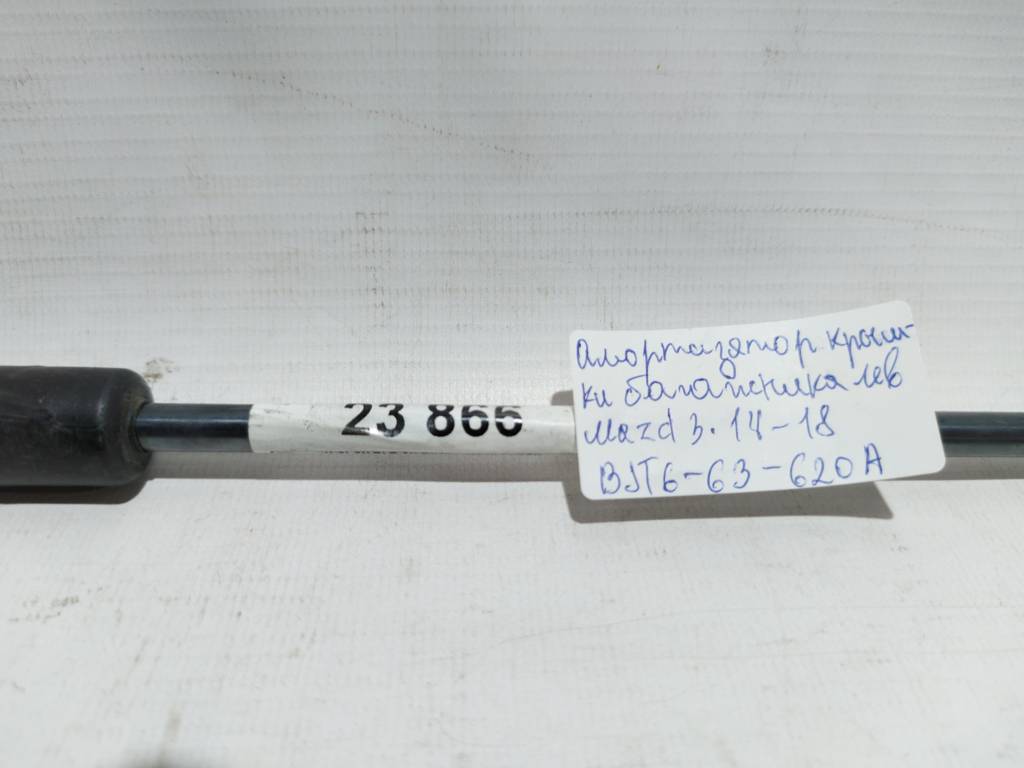 23 866
Амортизатор крыш-
ки багажника лев
Mazd 3. 14-18
BJT6-63-620A